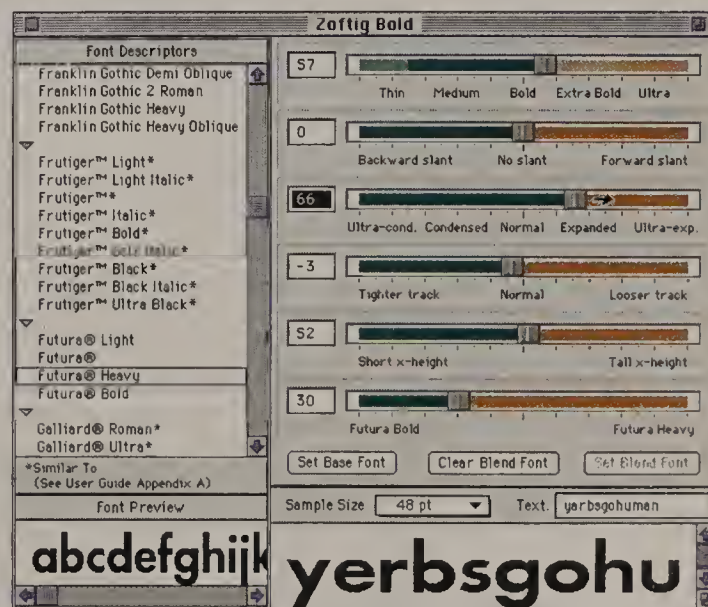 Zaftig Bold
Font Descriptors
Franklin Gothic Demi Oblique
Franklin Gothic 2 Roman
Franklin Gothic Heavy
Franklin Gothic Heavy Oblique
Frutiger™ Light*
Frutiger™ Light Italic*
Frutiger™*
Frutiger™ Italic*
Frutiger™ Bold*
Frutiger™ Bold Italic*
Frutiger™ Black*
Frutiger™ Black Italic*
Frutiger™ Ultra Black*
Futura® Light
Futura®
Futura® Heavy
Futura® Bold
Galliard® Roman*
Galliard® Ultra*
*Similar To
(See User Guide Appendix A)
Font Preview
abcdefghijk
57
Thin Medium Bold Extra Bold Ultra
0
Backward slant No slant Forward slant
66
Ultra-cond. Condensed Normal Expanded Ultra-exp.
-3
Tighter track Normal Looser track
52
Short x-height Tall x-height
30
Futura Bold Futura Heavy
Set Base Font Clear Blend Font Set Blend Font
Sample Size 48 pt Text. yarbsgohuman
yerbsgohu